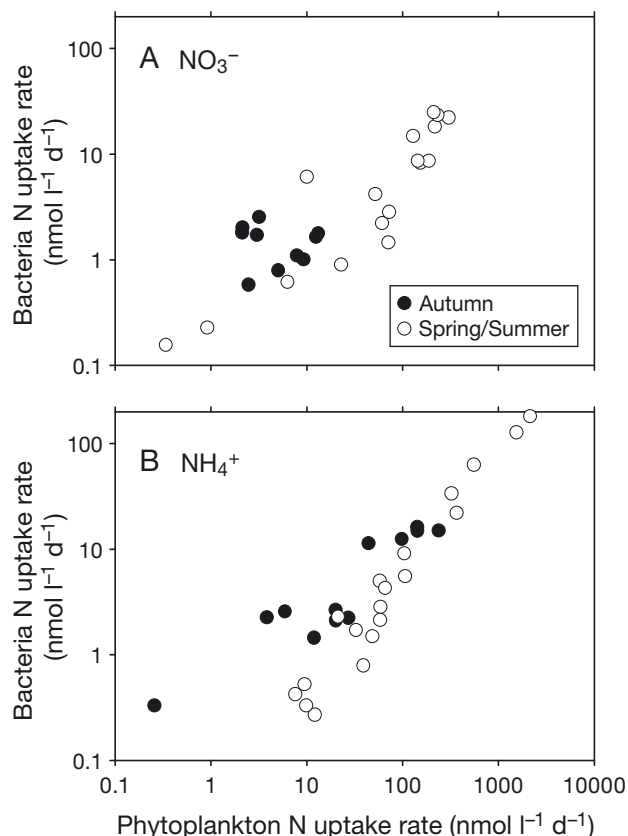 100
A NO₃⁻
10
1
0.1
Bacteria N uptake rate
(nmol l⁻¹ d⁻¹)
Autumn
Spring/Summer
B NH₄⁺
100
10
1
0.1
Bacteria N uptake rate
(nmol l⁻¹ d⁻¹)
0.1 1 10 100 1000 10000
Phytoplankton N uptake rate (nmol l⁻¹ d⁻¹)